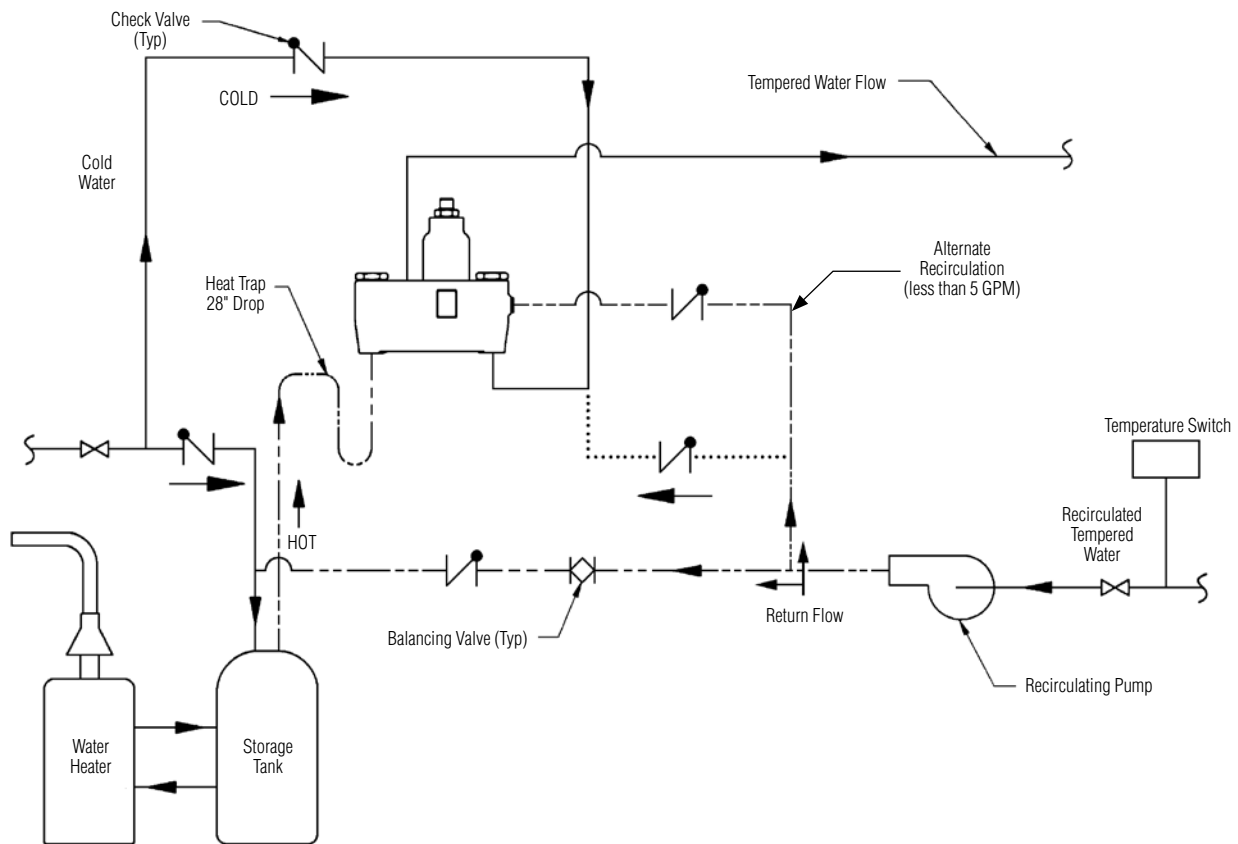 Check Valve
(Typ)
COLD
Tempered Water Flow
Cold
Water
Alternate
Recirculation
(less than 5 GPM)
Heat Trap
28" Drop
Temperature Switch
HOT
Recirculated
Tempered
Water
Return Flow
Balancing Valve (Typ)
Recirculating Pump
Water
Heater
Storage
Tank